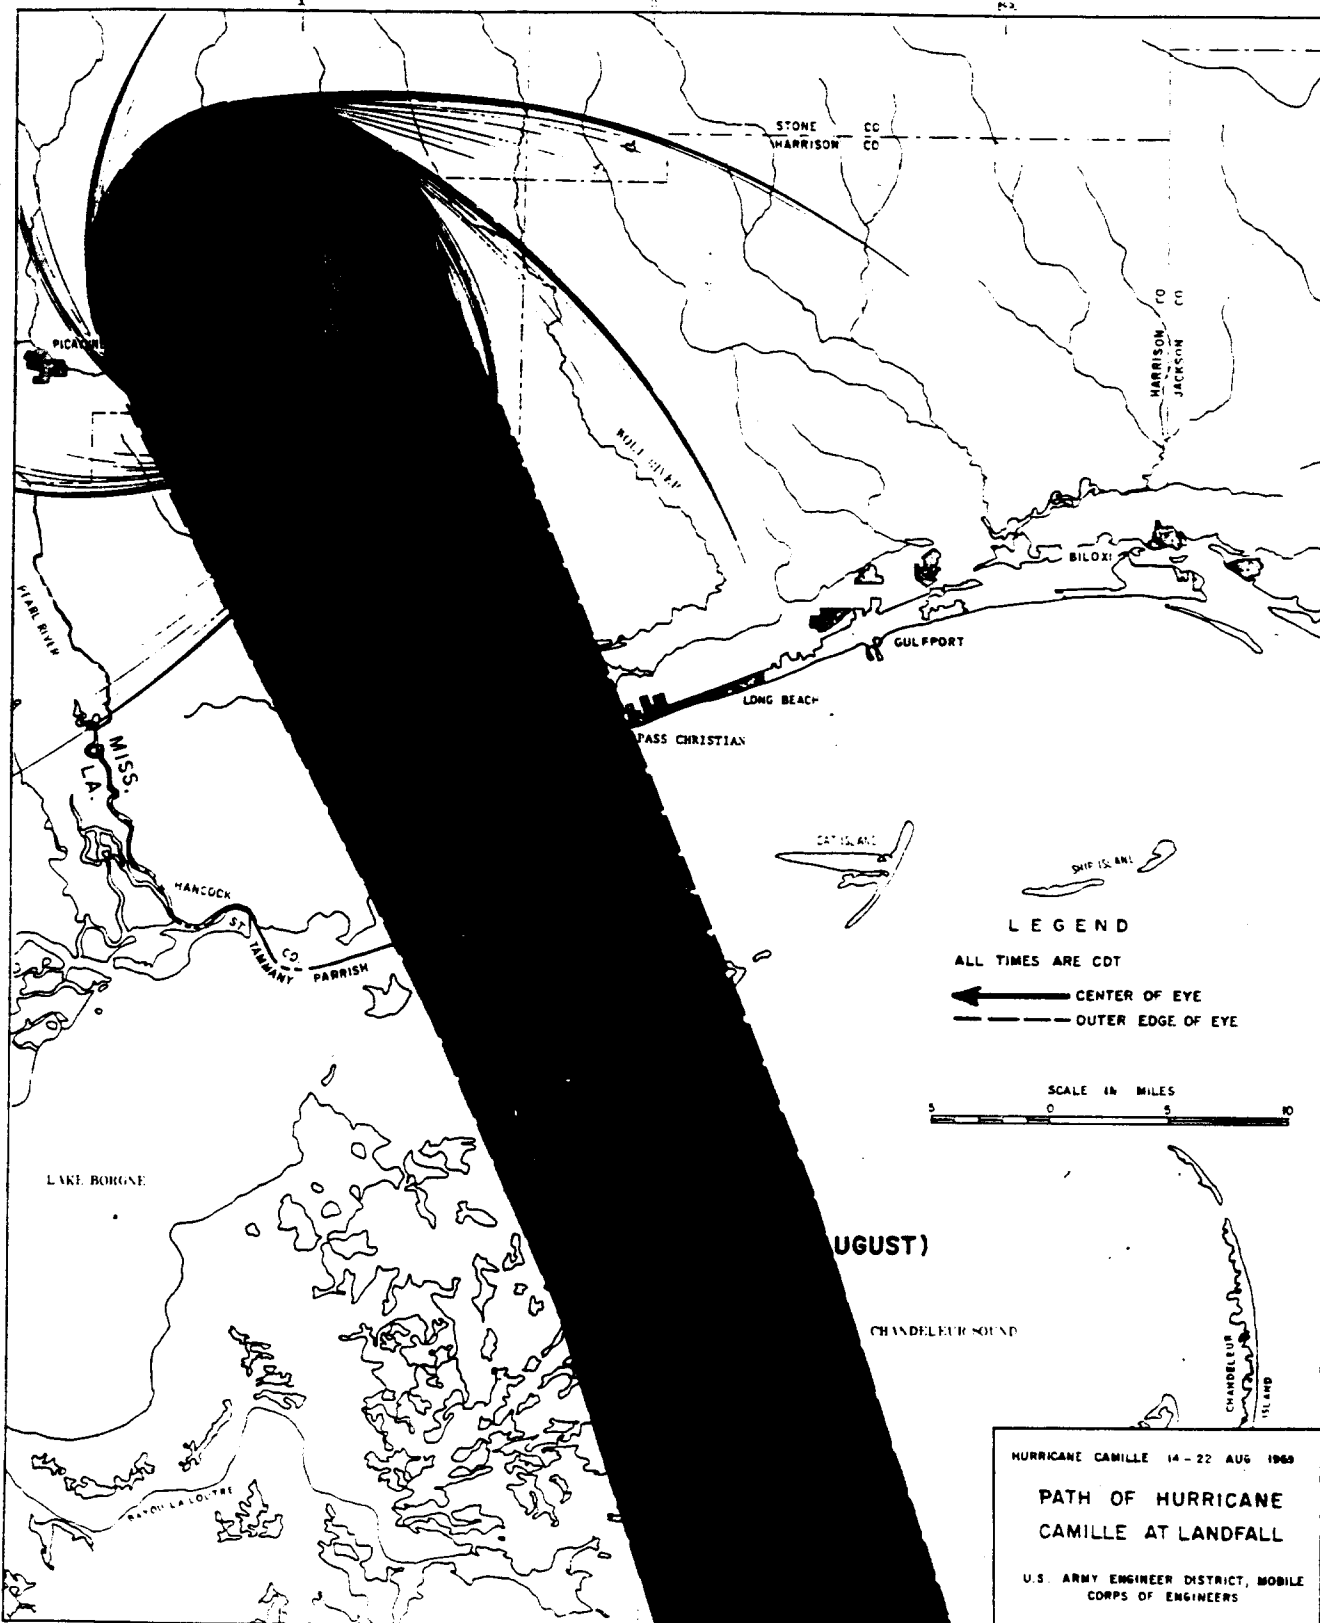 STONE CO
HARRISON CO
HARRISON CO
JACKSON CO
WOLF RIVER
BILOXI
PEARL RIVER
GULFPORT
LONG BEACH
PASS CHRISTIAN
MISS.
LA.
CAT ISLAND
SHIP ISLAND
HANCOCK CO.
ST. TAMMANY PARRISH
LEGEND
ALL TIMES ARE CDT
CENTER OF EYE
OUTER EDGE OF EYE
SCALE IN MILES
5 0 5 10
LAKE BORGNE
UGUST)
CHANDELEUR SOUND
CHANDELEUR
ISLAND
BAYOU LA LOUTRE
HURRICANE CAMILLE 14-22 AUG 1969
PATH OF HURRICANE
CAMILLE AT LANDFALL
U.S. ARMY ENGINEER DISTRICT, MOBILE
CORPS OF ENGINEERS